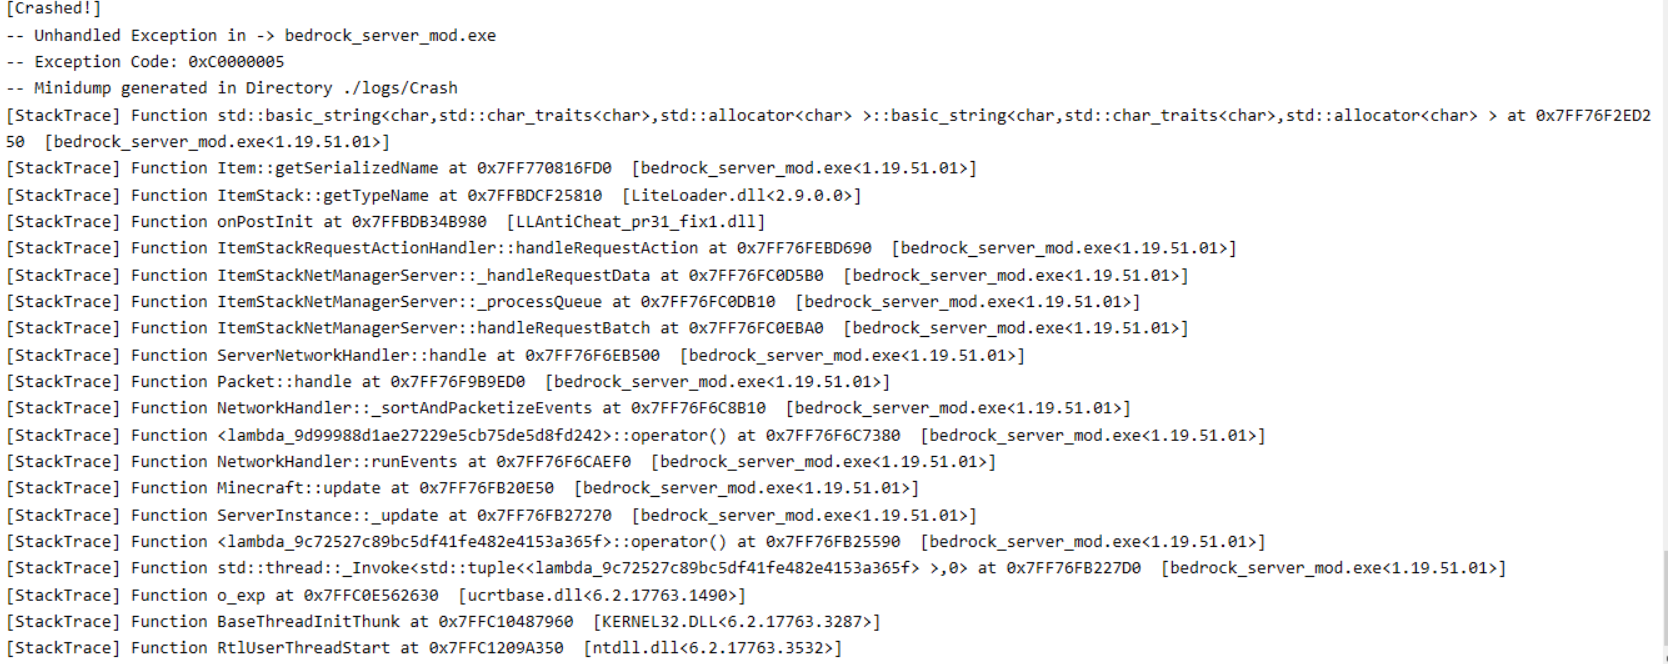 [Crashed!]
-- Unhandled Exception in -> bedrock_server_mod.exe
-- Exception Code: 0xC0000005
-- Minidump generated in Directory ./logs/Crash
[StackTrace] Function std::basic_string<char,std::char_traits<char>,std::allocator<char> >::basic_string<char,std::char_traits<char>,std::allocator<char> > at 0x7FF76F2ED2
50  [bedrock_server_mod.exe<1.19.51.01>]
[StackTrace] Function Item::getSerializedName at 0x7FF770816FD0  [bedrock_server_mod.exe<1.19.51.01>]
[StackTrace] Function ItemStack::getTypeName at 0x7FFBDCF25810  [LiteLoader.dll<2.9.0.0>]
[StackTrace] Function onPostInit at 0x7FFBDB34B980  [LLAntiCheat_pr31_fix1.dll]
[StackTrace] Function ItemStackRequestActionHandler::handleRequestAction at 0x7FF76FEBD690  [bedrock_server_mod.exe<1.19.51.01>]
[StackTrace] Function ItemStackNetManagerServer::_handleRequestData at 0x7FF76FC0D5B0  [bedrock_server_mod.exe<1.19.51.01>]
[StackTrace] Function ItemStackNetManagerServer::_processQueue at 0x7FF76FC0DB10  [bedrock_server_mod.exe<1.19.51.01>]
[StackTrace] Function ItemStackNetManagerServer::handleRequestBatch at 0x7FF76FC0EBA0  [bedrock_server_mod.exe<1.19.51.01>]
[StackTrace] Function ServerNetworkHandler::handle at 0x7FF76F6EB500  [bedrock_server_mod.exe<1.19.51.01>]
[StackTrace] Function Packet::handle at 0x7FF76F9B9ED0  [bedrock_server_mod.exe<1.19.51.01>]
[StackTrace] Function NetworkHandler::_sortAndPacketizeEvents at 0x7FF76F6C8B10  [bedrock_server_mod.exe<1.19.51.01>]
[StackTrace] Function <lambda_9d99988d1ae27229e5cb75de5d8fd242>::operator() at 0x7FF76F6C7380  [bedrock_server_mod.exe<1.19.51.01>]
[StackTrace] Function NetworkHandler::runEvents at 0x7FF76F6CAEF0  [bedrock_server_mod.exe<1.19.51.01>]
[StackTrace] Function Minecraft::update at 0x7FF76FB20E50  [bedrock_server_mod.exe<1.19.51.01>]
[StackTrace] Function ServerInstance::_update at 0x7FF76FB27270  [bedrock_server_mod.exe<1.19.51.01>]
[StackTrace] Function <lambda_9c72527c89bc5df41fe482e4153a365f>::operator() at 0x7FF76FB25590  [bedrock_server_mod.exe<1.19.51.01>]
[StackTrace] Function std::thread::_Invoke<std::tuple<<lambda_9c72527c89bc5df41fe482e4153a365f> >,0> at 0x7FF76FB227D0  [bedrock_server_mod.exe<1.19.51.01>]
[StackTrace] Function o_exp at 0x7FFC0E562630  [ucrtbase.dll<6.2.17763.1490>]
[StackTrace] Function BaseThreadInitThunk at 0x7FFC10487960  [KERNEL32.DLL<6.2.17763.3287>]
[StackTrace] Function RtlUserThreadStart at 0x7FFC1209A350  [ntdll.dll<6.2.17763.3532>]